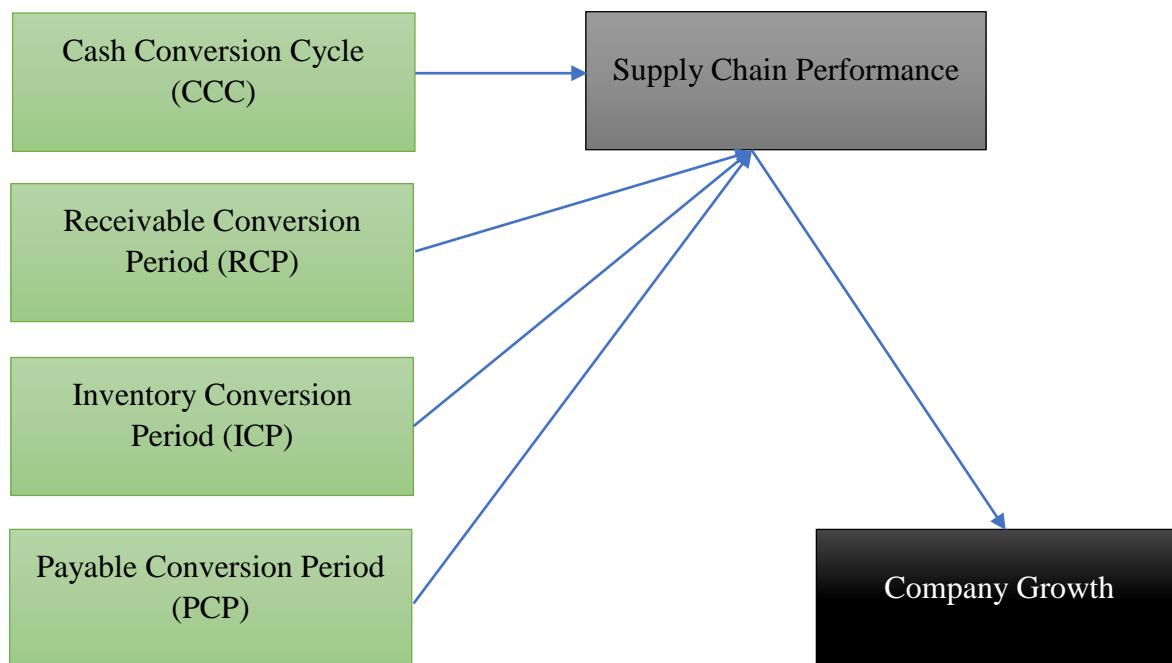 Cash Conversion Cycle
(CCC)
Supply Chain Performance
Receivable Conversion
Period (RCP)
Inventory Conversion
Period (ICP)
Payable Conversion Period
(PCP)
Company Growth